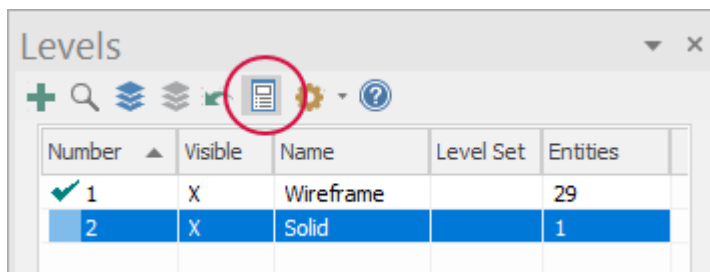 Levels
Number Visible Name Level Set Entities
1 X Wireframe 29
2 X Solid 1